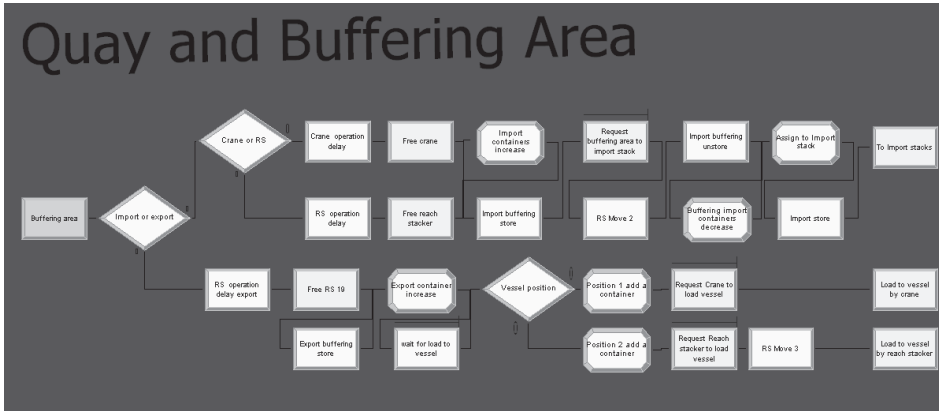 Quay and Buffering Area
Crane or RS
Crane operation
delay
Free crane
Import
containers
increase
Request
buffering area to
import stack
Import buffering
unstore
Assign to Import
stack
To Import stacks
Buffering area
Import or export
RS operation
delay
Free reach
stacker
Import buffering
store
RS Move 2
Buffering import
containers
decrease
Import store
RS operation
delay export
Free RS 19
Export container
increase
Vessel position
Position 1 add a
container
Request Crane to
load vessel
Load to vessel
by crane
Export buffering
store
wait for load to
vessel
Position 2 add a
container
Request Reach
stacker to load
vessel
RS Move 3
Load to vessel
by reach stacker